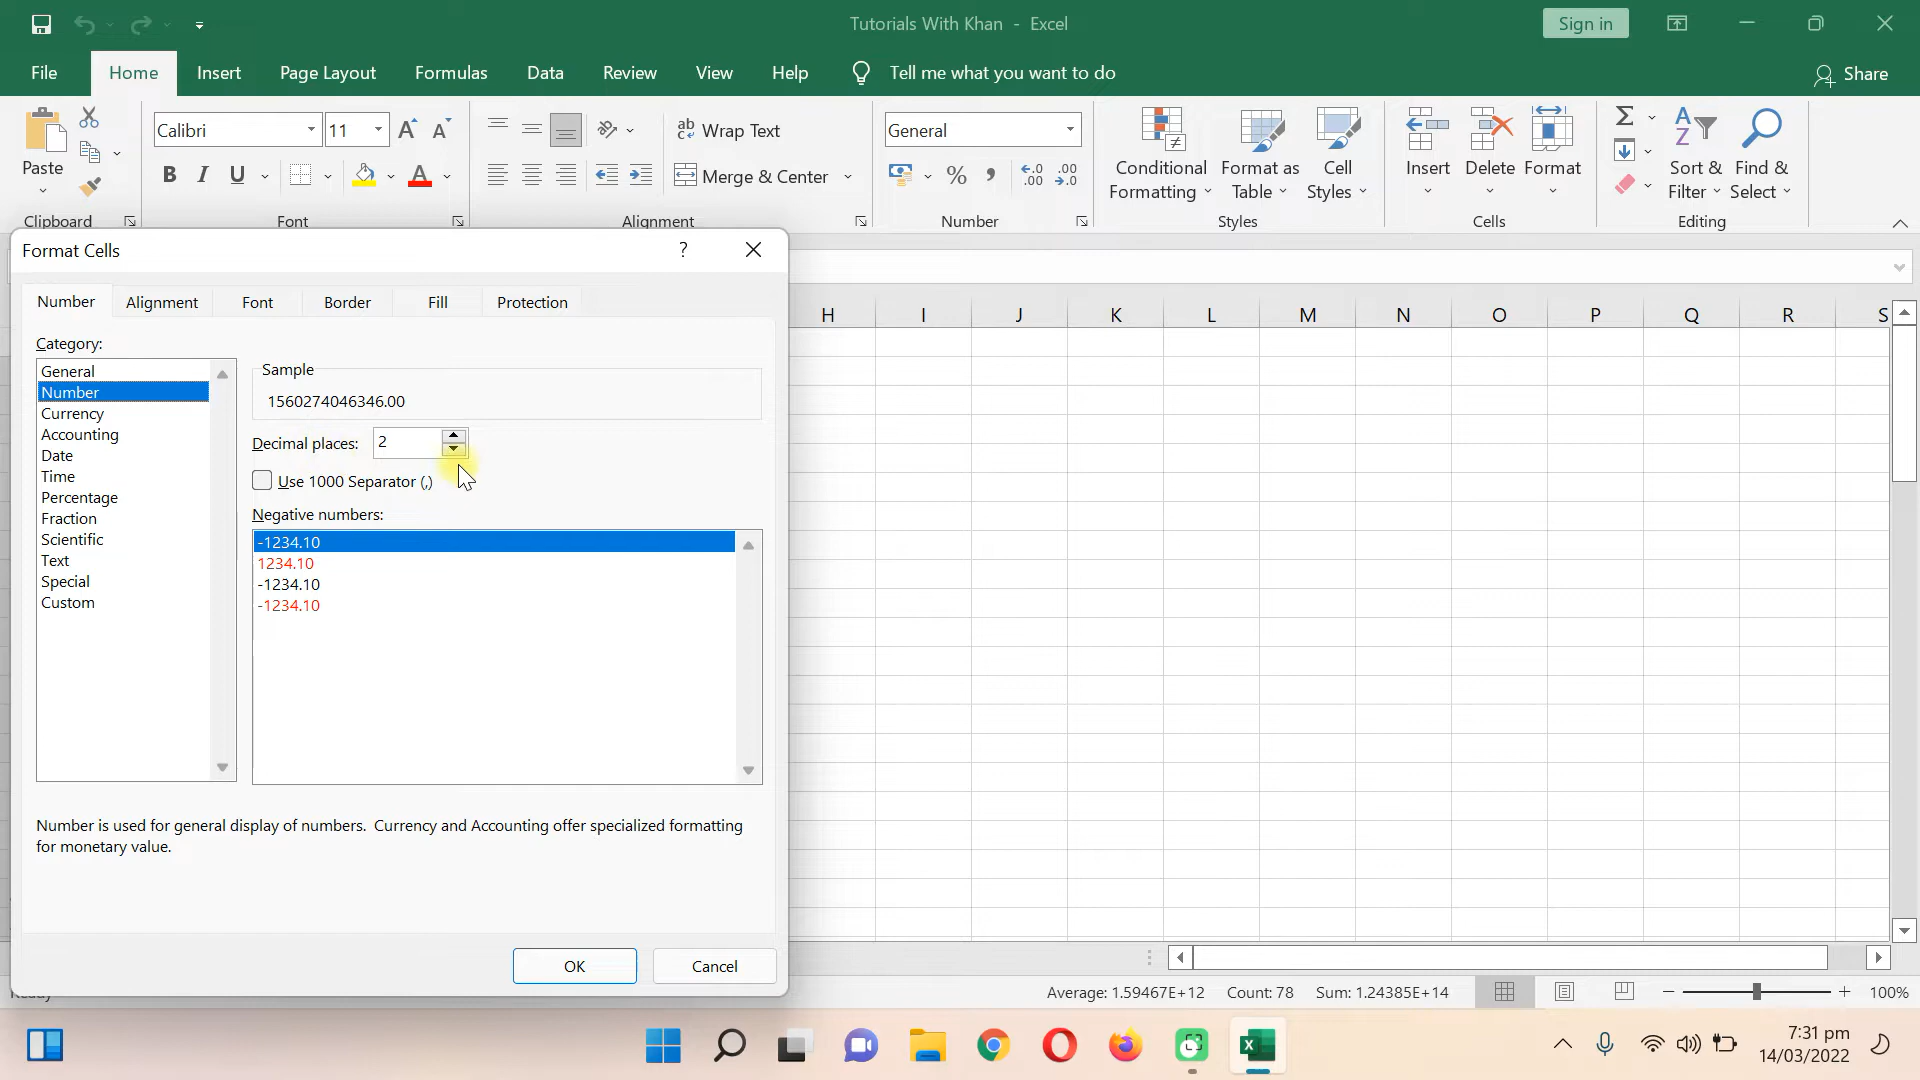 Tutorials With Khan - Excel
Sign in
File
Home
Insert
Page Layout
Formulas
Data
Review
View
Help
Tell me what you want to do
Share
Paste
Clipboard
Calibri
11
B I U
Font
ab
c
Wrap Text
Merge & Center
Alignment
General
%
Number
Conditional
Formatting
Format as
Table
Cell
Styles
Styles
Insert
Delete
Format
Cells
Sort &
Filter
Find &
Select
Editing
Format Cells
?
Number
Alignment
Font
Border
Fill
Protection
H I J K L M N O P Q R S
Category:
General
Number
Currency
Accounting
Date
Time
Percentage
Fraction
Scientific
Text
Special
Custom
Sample
1560274046346.00
Decimal places: 2
Use 1000 Separator (,)
Negative numbers:
-1234.10
1234.10
-1234.10
-1234.10
Number is used for general display of numbers. Currency and Accounting offer specialized formatting
for monetary value.
OK
Cancel
Average: 1.59467E+12
Count: 78
Sum: 1.24385E+14
100%
7:31 pm
14/03/2022